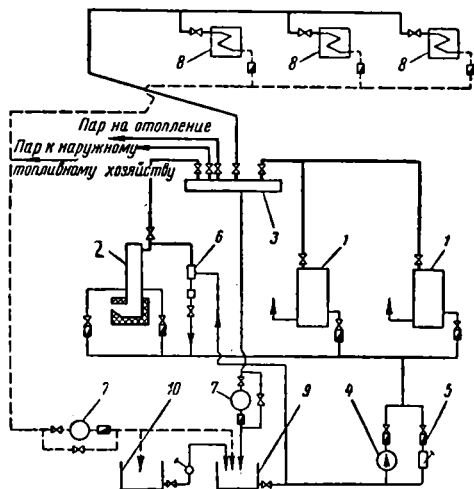 8 8 8
Пар на отопление
Пар к наружному
топливному хозяйству
3
2 6 1 1
7 10 7 9 4 5